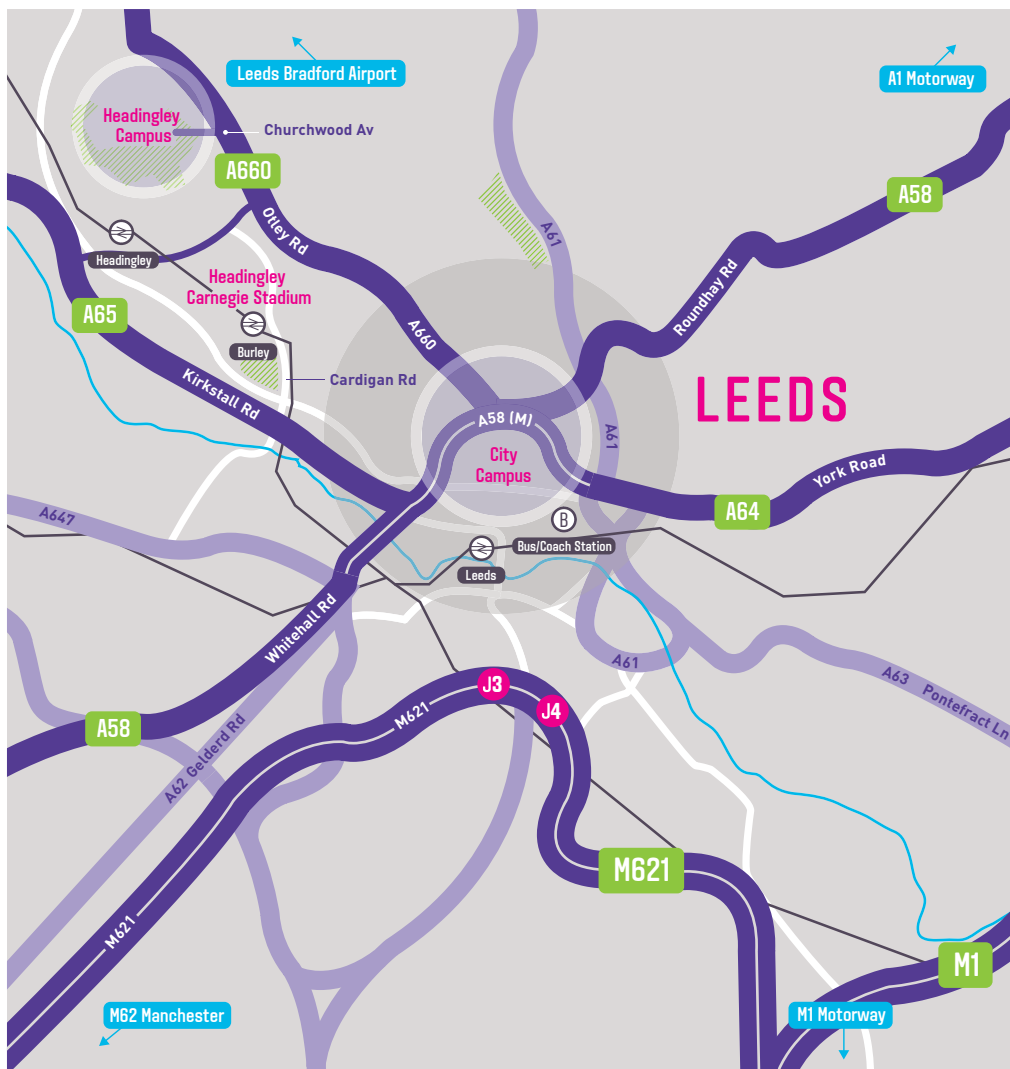 Leeds Bradford Airport
A1 Motorway
Headingley
Campus
Churchwood Av
A660
A58
Otley Rd
A61
Headingley
Headingley
Carnegie Stadium
Roundhay Rd
A65
A660
Burley
Cardigan Rd
Kirkstall Rd
LEEDS
A58 (M)
A61
City
Campus
York Road
A64
A647
B
Bus/Coach Station
Leeds
Whitehall Rd
A61
A63 Pontefract Ln
J3
J4
M621
A58
A62 Gelderd Rd
M621
M621
M1
M62 Manchester
M1 Motorway